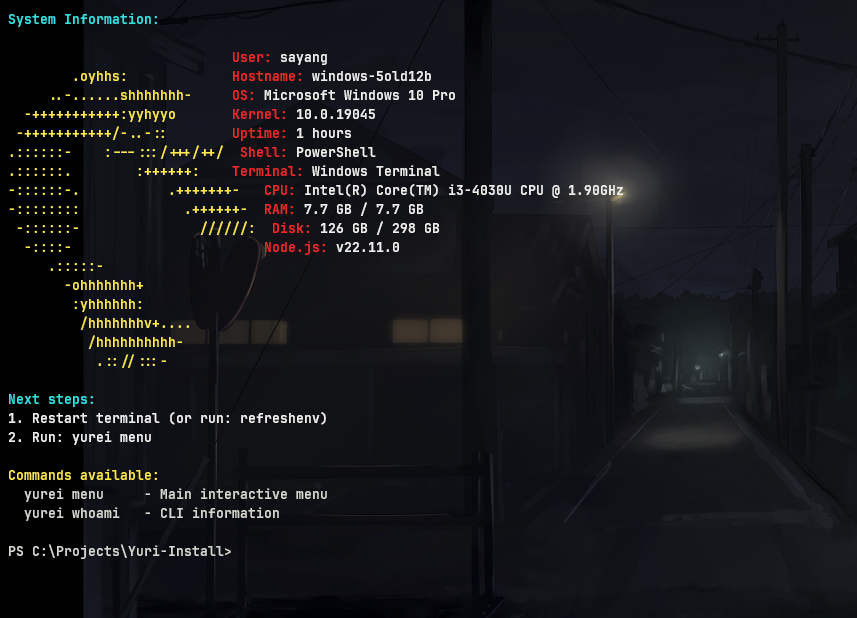 System Information:
User: sayang
.oyhhs: Hostname: windows-5old12b
..-......shhhhhhh- OS: Microsoft Windows 10 Pro
-+++++++++++:yyhyyo Kernel: 10.0.19045
-+++++++++++/-..-:: Uptime: 1 hours
.::::::- :---:::/+++/++/ Shell: PowerShell
.::::::. :++++++: Terminal: Windows Terminal
-::::::-. .+++++++- CPU: Intel(R) Core(TM) i3-4030U CPU @ 1.90GHz
-:::::::: .++++++- RAM: 7.7 GB / 7.7 GB
-::::::- //////: Disk: 126 GB / 298 GB
-::::- Node.js: v22.11.0
.:::::-
-ohhhhhhh+
:yhhhhhh:
/hhhhhhhv+....
/hhhhhhhhhh-
.:://:::-
Next steps:
1. Restart terminal (or run: refreshenv)
2. Run: yurei menu
Commands available:
yurei menu - Main interactive menu
yurei whoami - CLI information
PS C:\Projects\Yuri-Install>